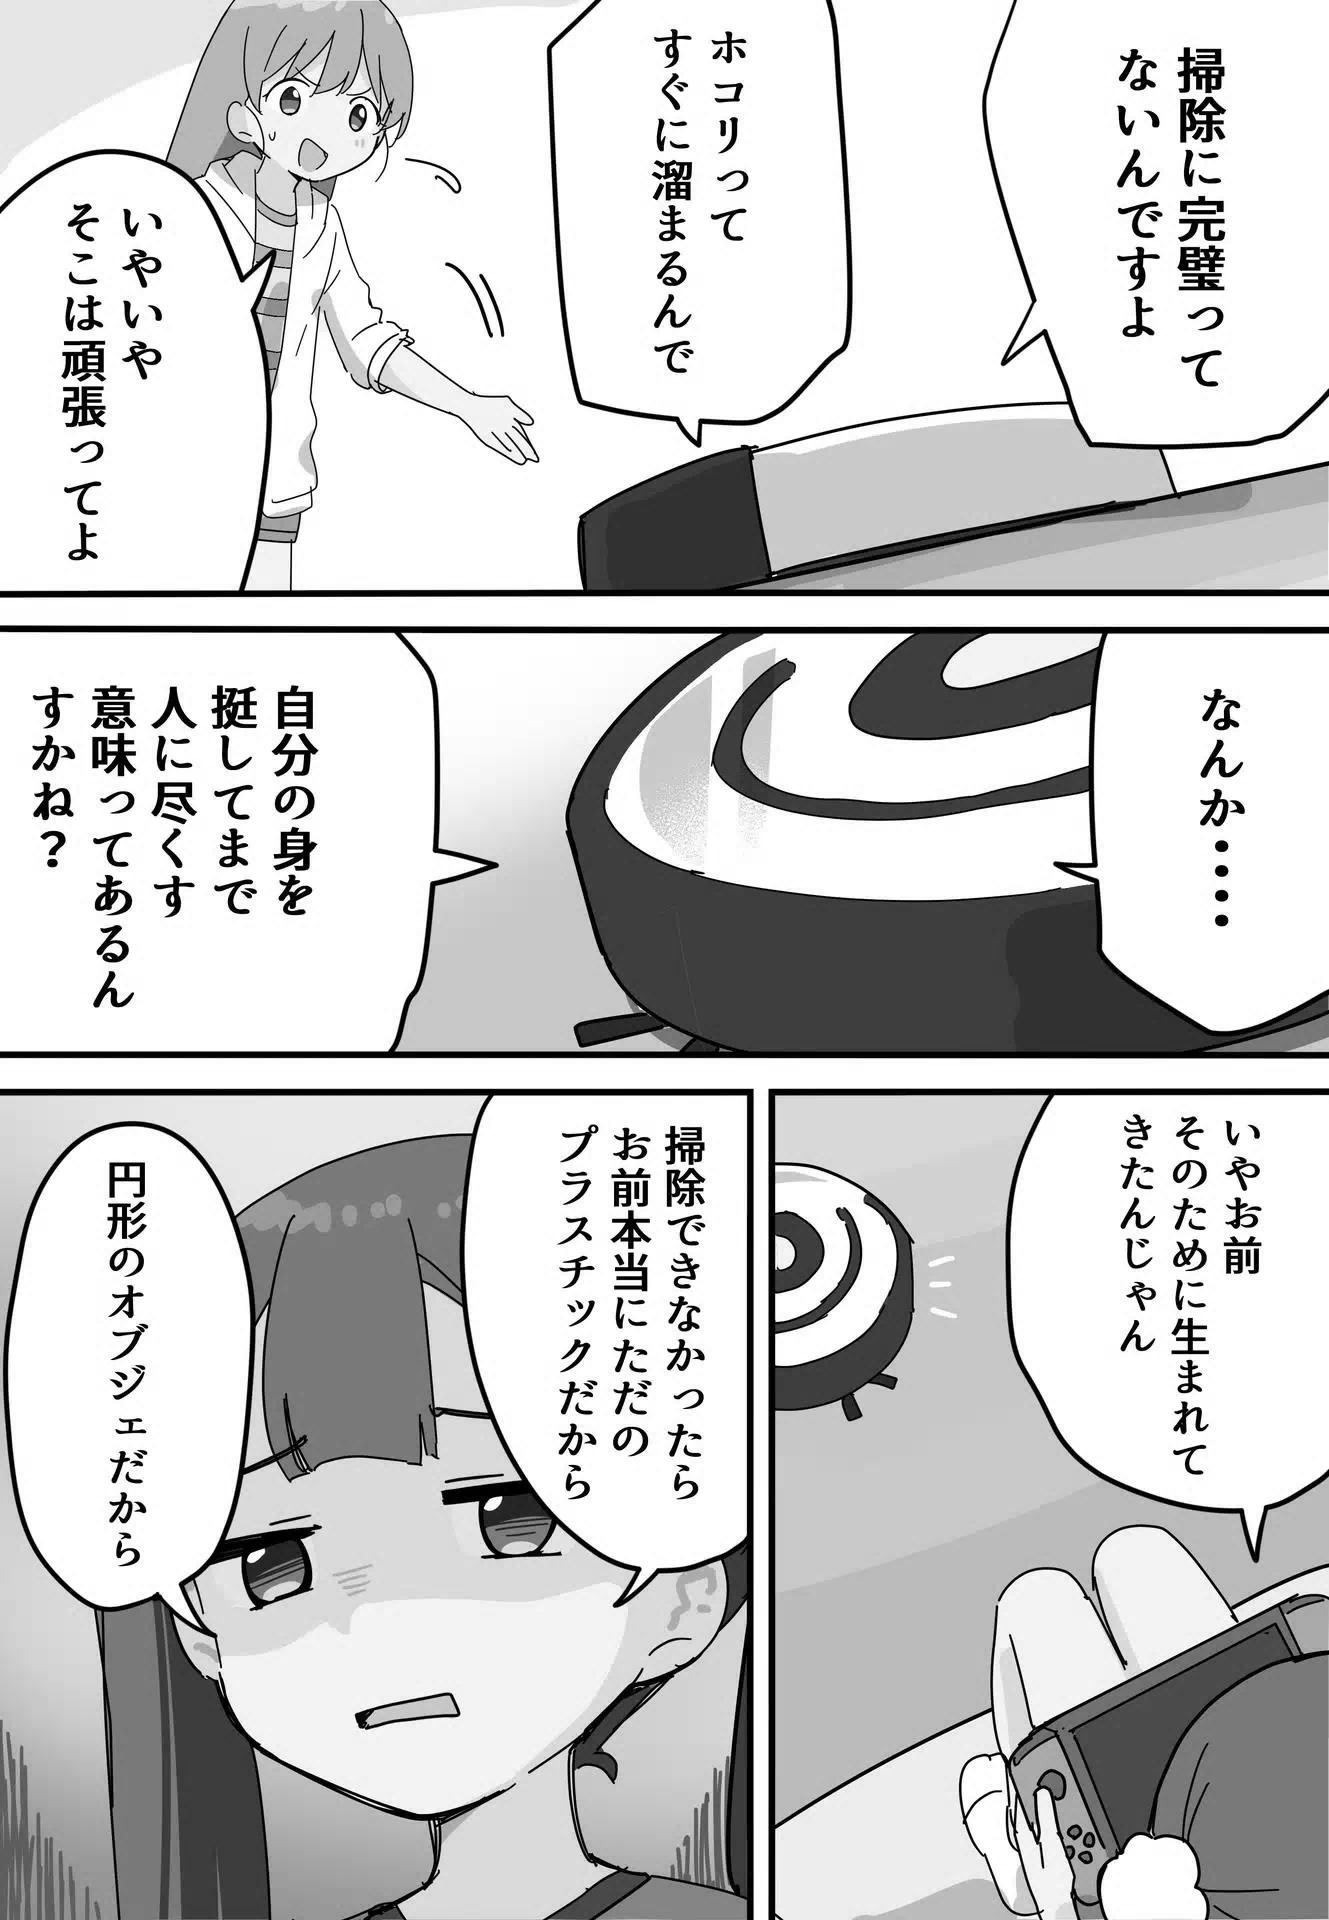 掃除に完璧って
ないんですよ
ホコリって
すぐに溜まるんで
いやいや
そこは頑張ってよ
なんか‥‥
自分の身を
挺してまで
人に尽くす
意味ってあるん
すかね？
いやお前
そのために生まれて
きたんじゃん
掃除できなかったら
お前本当にただの
プラスチックだから
円形のオブジェだから